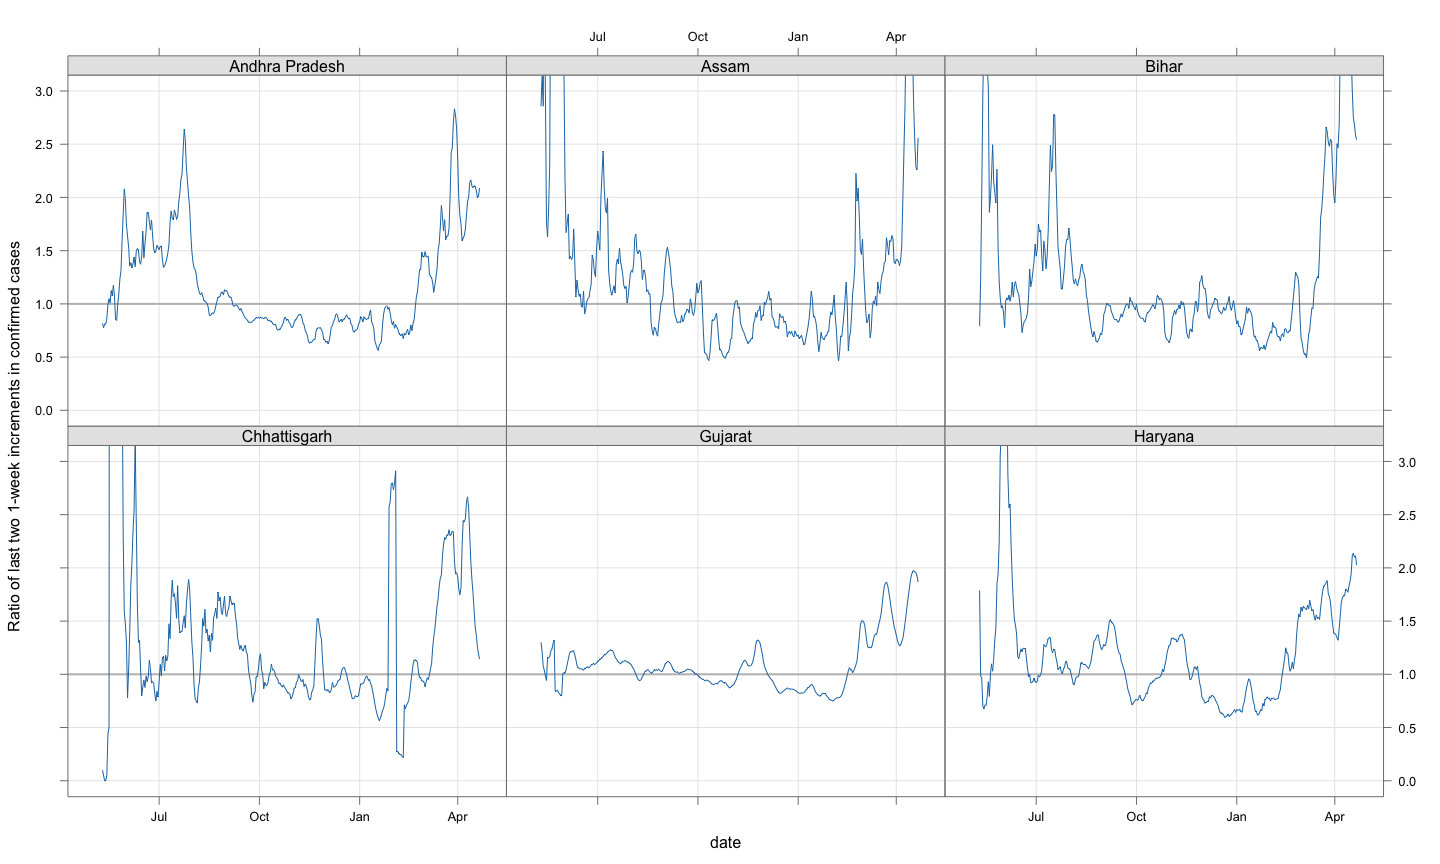 Jul Oct Jan Apr
Andhra Pradesh Assam Bihar
3.0
2.5
2.0
1.5
1.0
0.5
0.0
Ratio of last two 1-week increments in confirmed cases
Chhattisgarh Gujarat Haryana
3.0
2.5
2.0
1.5
1.0
0.5
0.0
Jul Oct Jan Apr Jul Oct Jan Apr
date